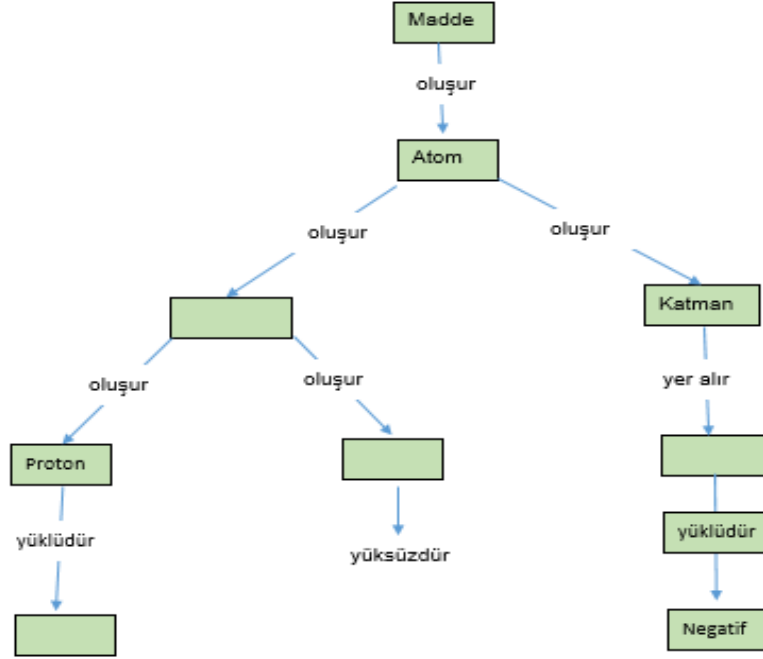 Madde
oluşur
Atom
oluşur
oluşur
Katman
oluşur
oluşur
yer alır
Proton
yüklüdür
yüksüzdür
yüklüdür
Negatif